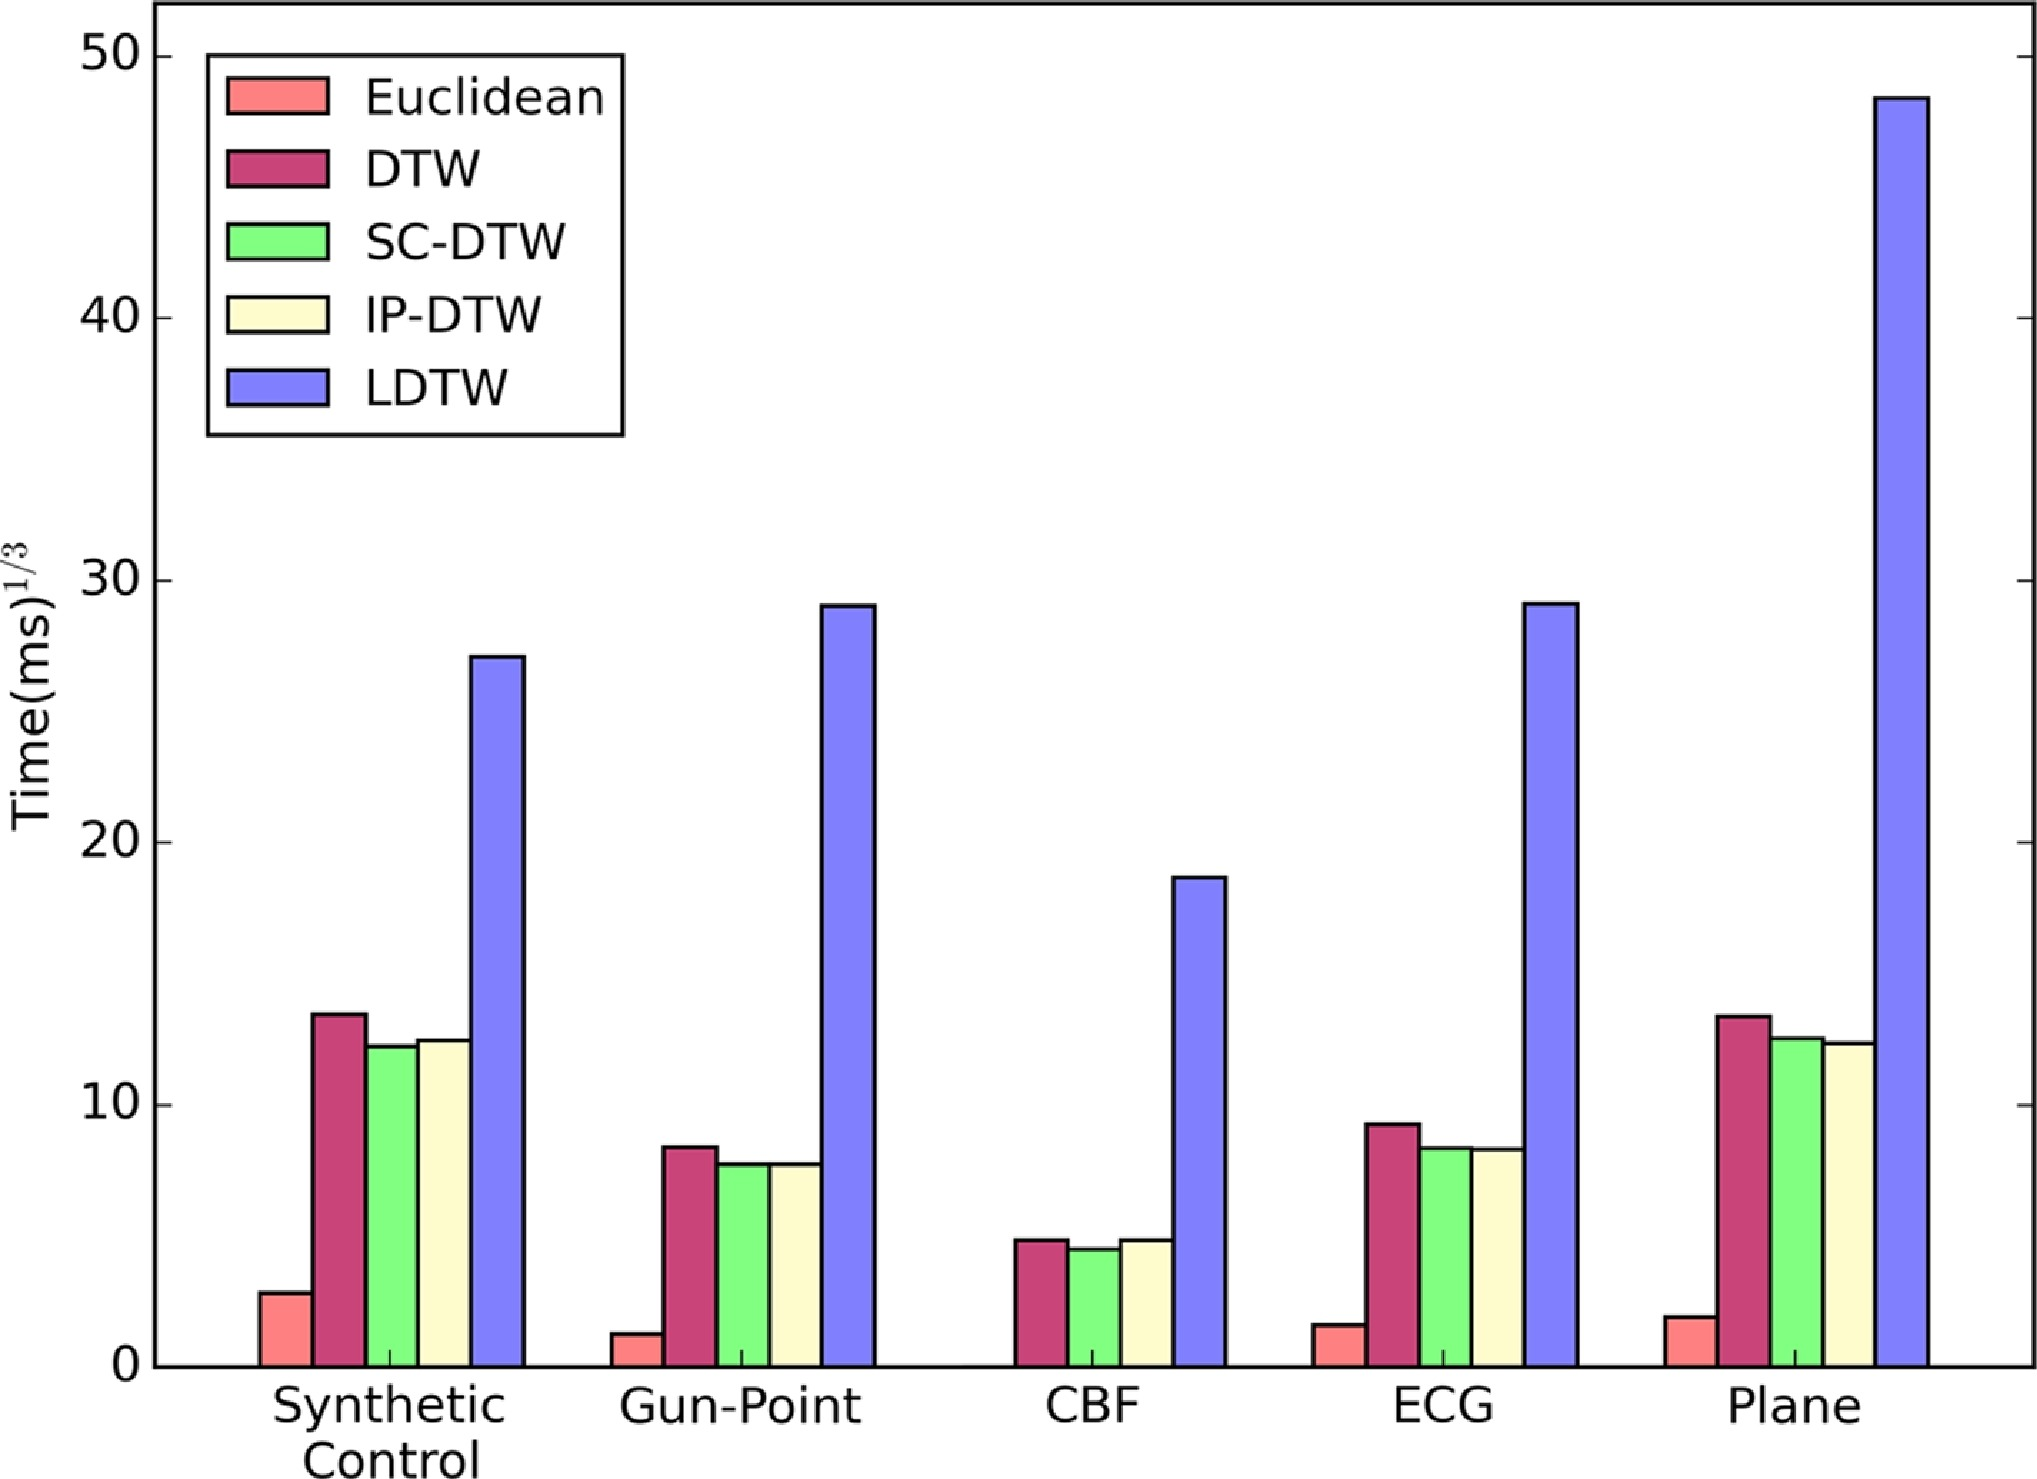 50
40
30
20
10
0
Time(ms)^{1/3}
Euclidean
DTW
SC-DTW
IP-DTW
LDTW
Synthetic
Control
Gun-Point
CBF
ECG
Plane